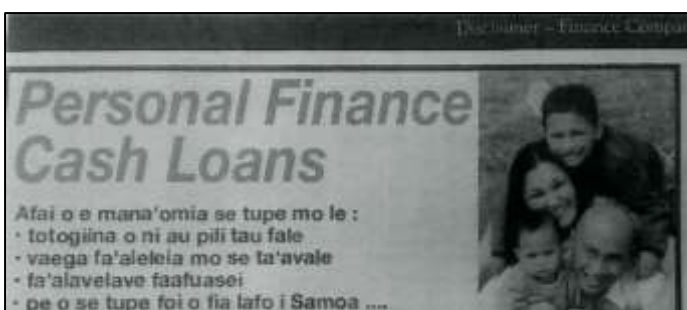 Disclaimer – Finance Compan
Personal Finance
Cash Loans
Afai o e mana'omia se tupe mo le :
· totogiina o ni au pili tau fale
· vaega fa'aleleia mo se ta'avale
· fa'alavelave faafuasei
· pe o se tupe foi o fia lafo i Samoa ....